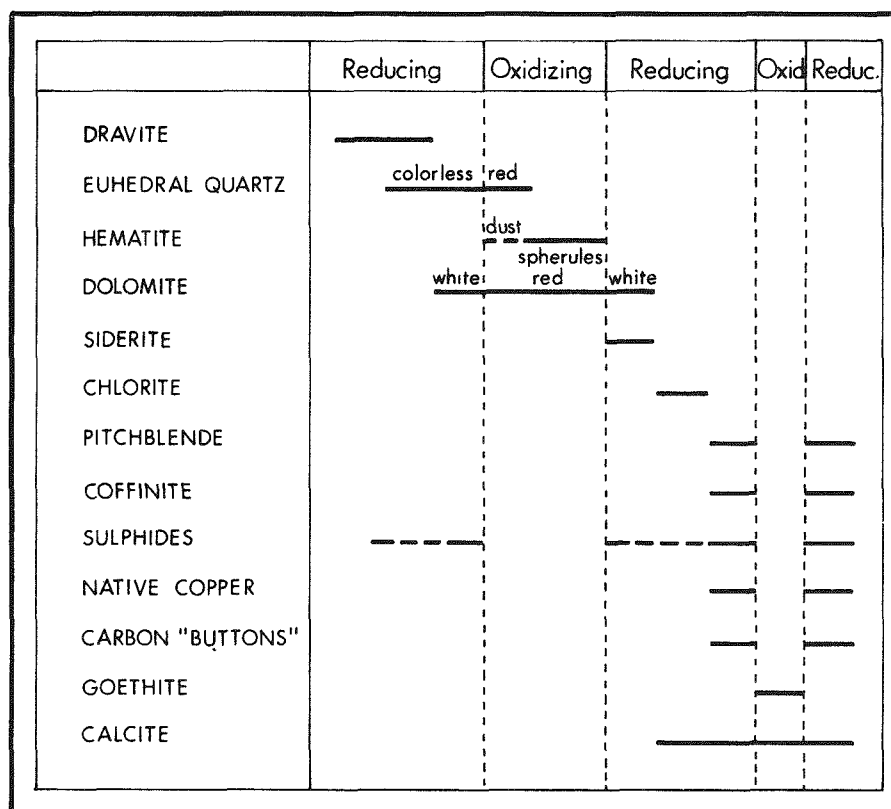 Reducing Oxidizing Reducing Oxid Reduc.
DRAVITE
EUHEDRAL QUARTZ colorless red
HEMATITE dust
spherules
DOLOMITE white red white
SIDERITE
CHLORITE
PITCHBLENDE
COFFINITE
SULPHIDES
NATIVE COPPER
CARBON "BUTTONS"
GOETHITE
CALCITE